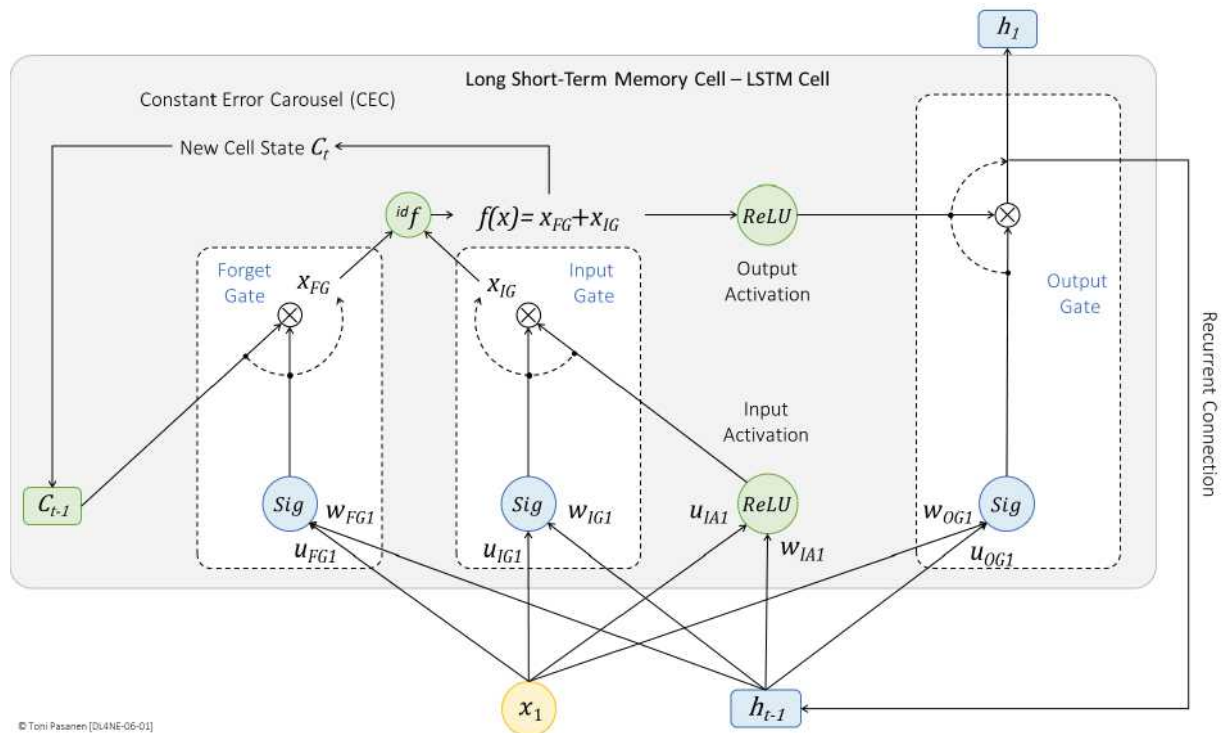 h1
Long Short-Term Memory Cell – LSTM Cell
Constant Error Carousel (CEC)
New Cell State Ct
id f
f(x)= xFG+xIG
ReLU
Forget
Gate
xFG
Input
Gate
xIG
Output
Activation
Output
Gate
Recurrent Connection
Input
Activation
Ct-1
Sig
wFG1
uFG1
Sig
wIG1
uIG1
uIA1
ReLU
wIA1
wOG1
Sig
uOG1
x1
ht-1
© Toni Pasanen [DL4NE-06-01]